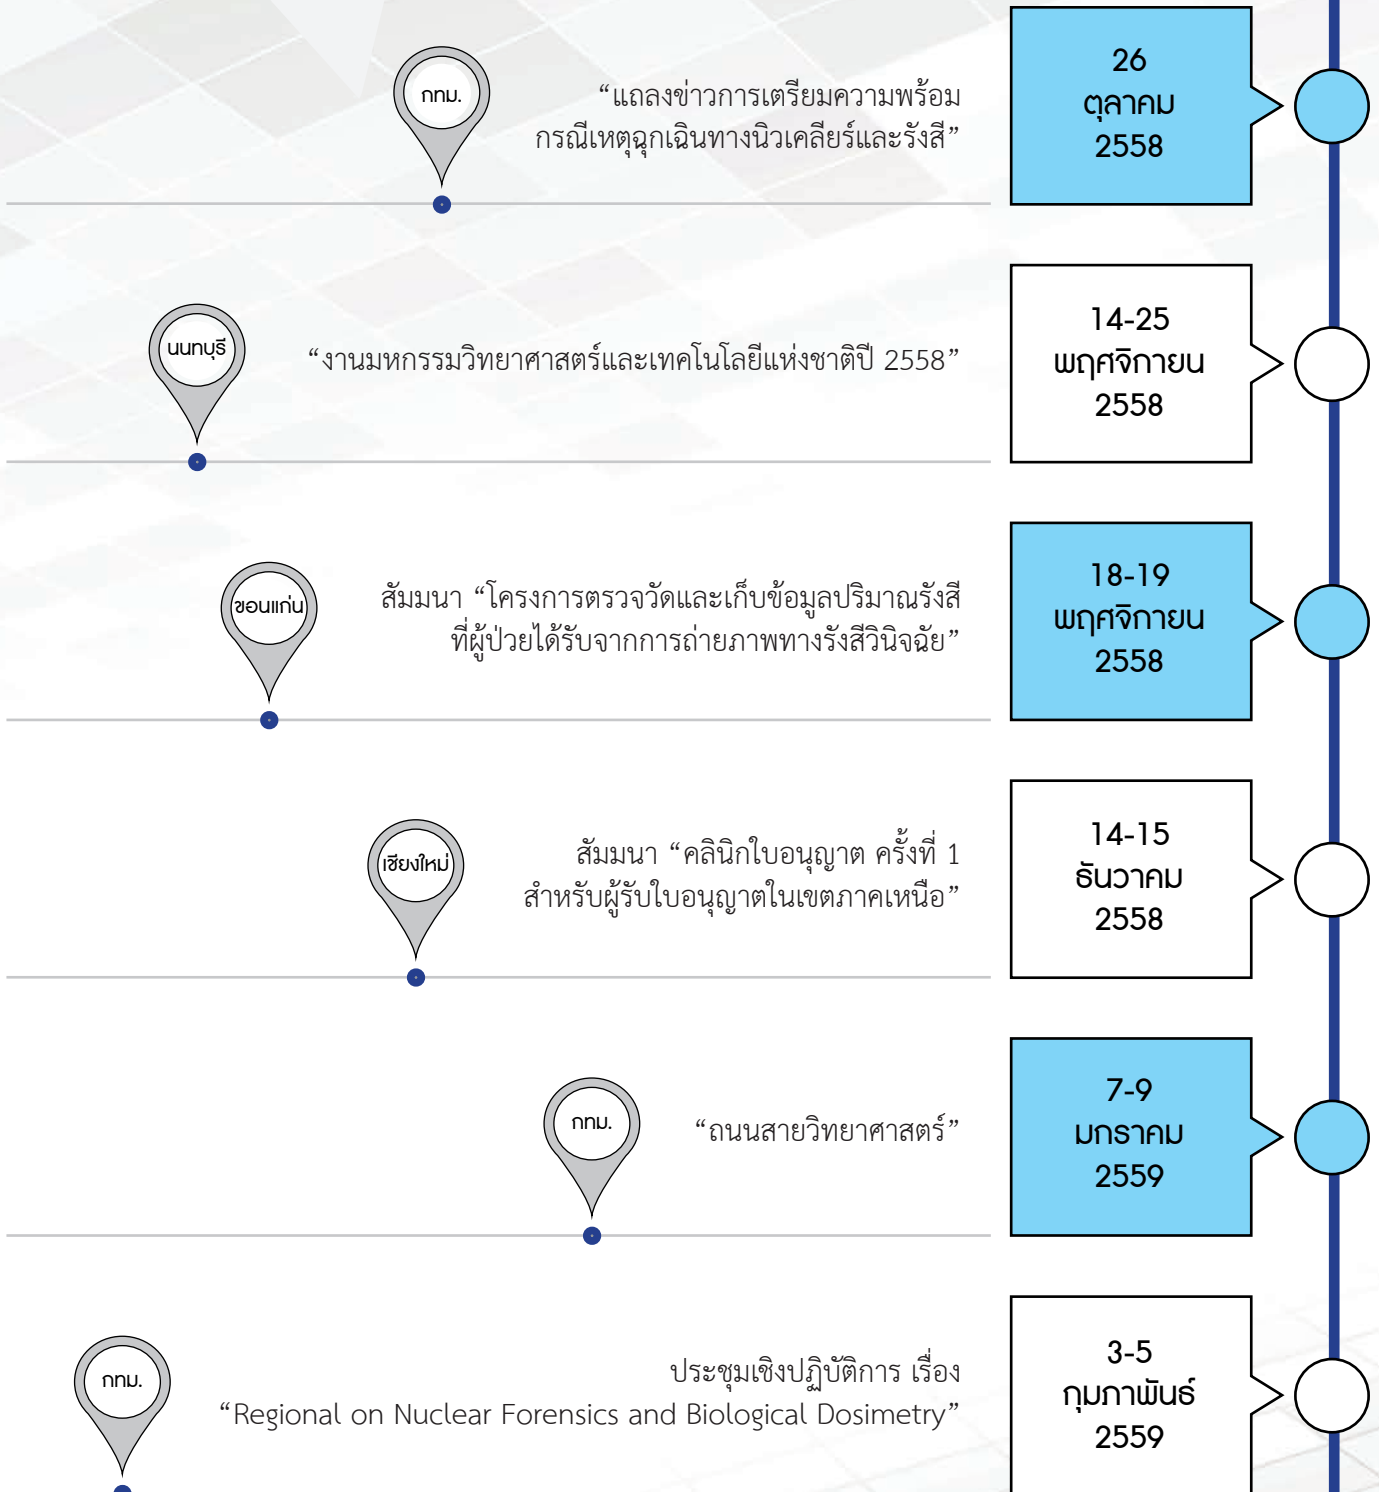 กทม.
“แถลงข่าวการเตรียมความพร้อม
กรณีเหตุฉุกเฉินทางนิวเคลียร์และรังสี”
26
ตุลาคม
2558
นนทบุรี
“งานมหกรรมวิทยาศาสตร์และเทคโนโลยีแห่งชาติปี 2558”
14-25
พฤศจิกายน
2558
ขอนแก่น
สัมมนา “โครงการตรวจวัดและเก็บข้อมูลปริมาณรังสี
ที่ผู้ป่วยได้รับจากการถ่ายภาพทางรังสีวินิจฉัย”
18-19
พฤศจิกายน
2558
เชียงใหม่
สัมมนา “คลินิกใบอนุญาต ครั้งที่ 1
สำหรับผู้รับใบอนุญาตในเขตภาคเหนือ”
14-15
ธันวาคม
2558
กทม.
“ถนนสายวิทยาศาสตร์”
7-9
มกราคม
2559
กทม.
ประชุมเชิงปฏิบัติการ เรื่อง
“Regional on Nuclear Forensics and Biological Dosimetry”
3-5
กุมภาพันธ์
2559